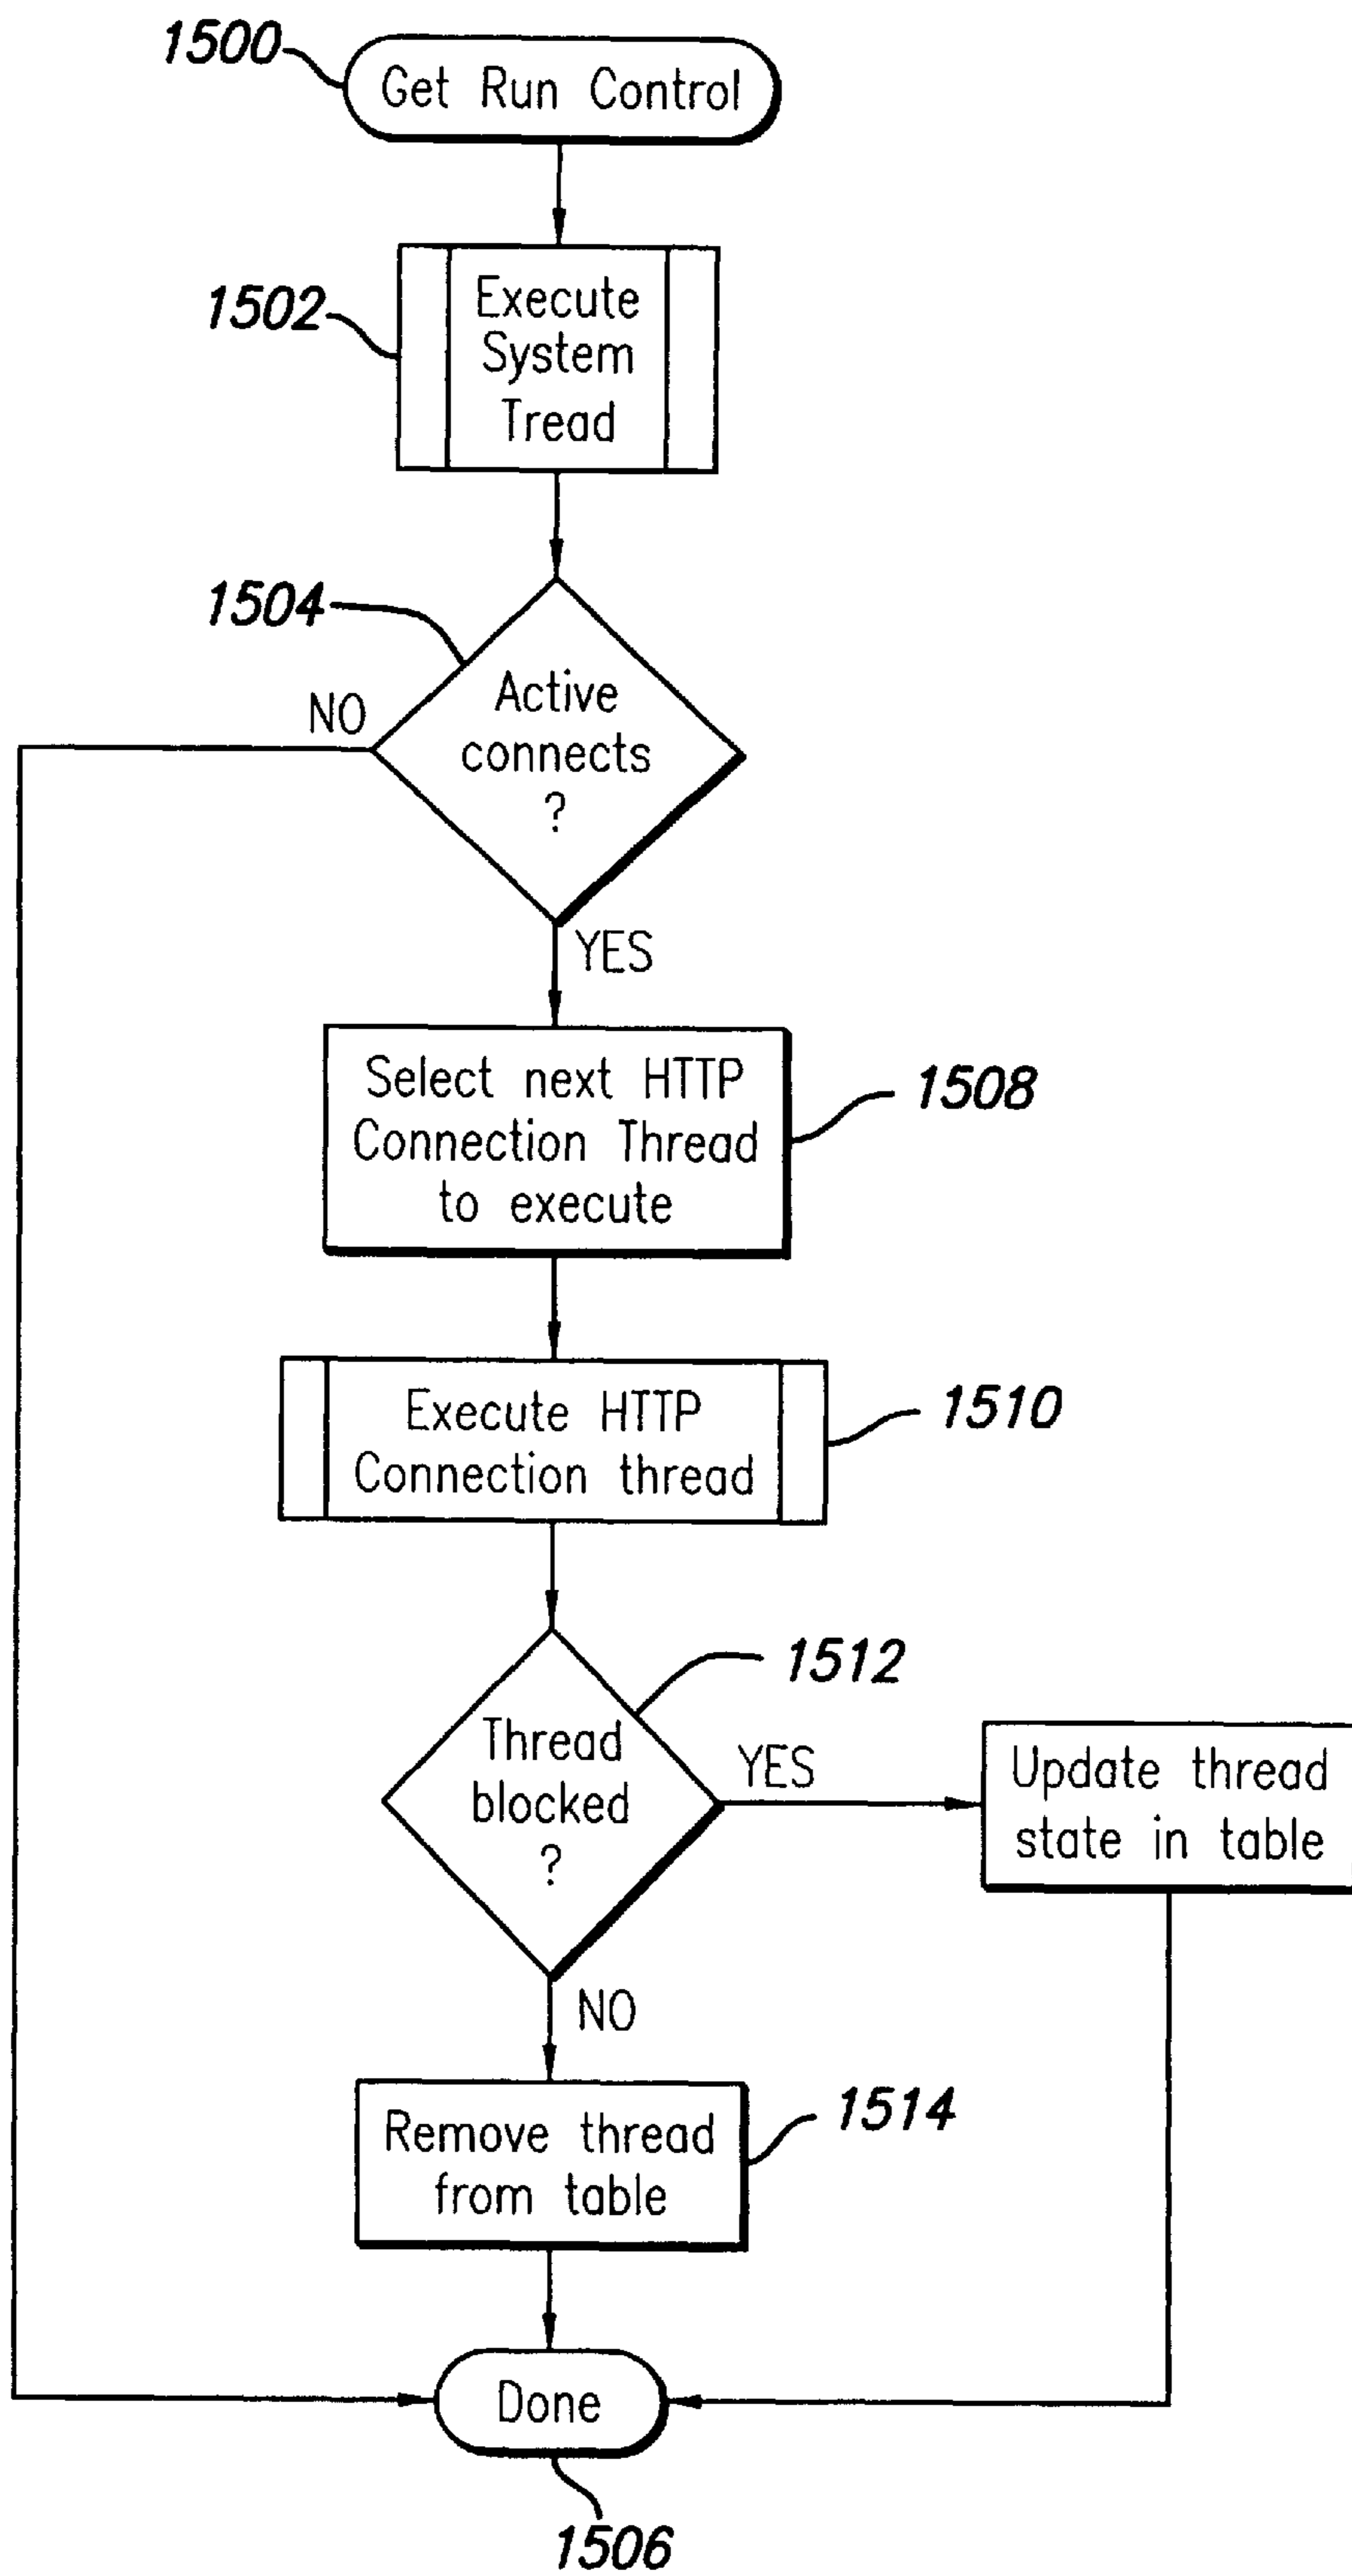 1500
Get Run Control
1502
Execute
System
Tread
1504
Active
connects
?
NO
YES
Select next HTTP
Connection Thread
to execute
1508
Execute HTTP
Connection thread
1510
1512
Thread
blocked
?
YES
Update thread
state in table
NO
Remove thread
from table
1514
Done
1506